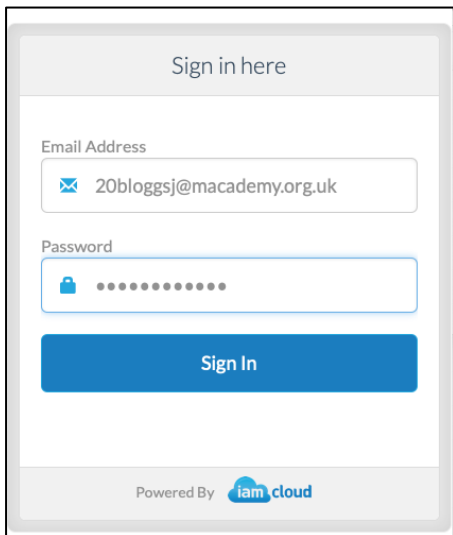 Sign in here
Email Address
20bloggsj@macademy.org.uk
Password
••••••••••••
Sign In
Powered By iam cloud